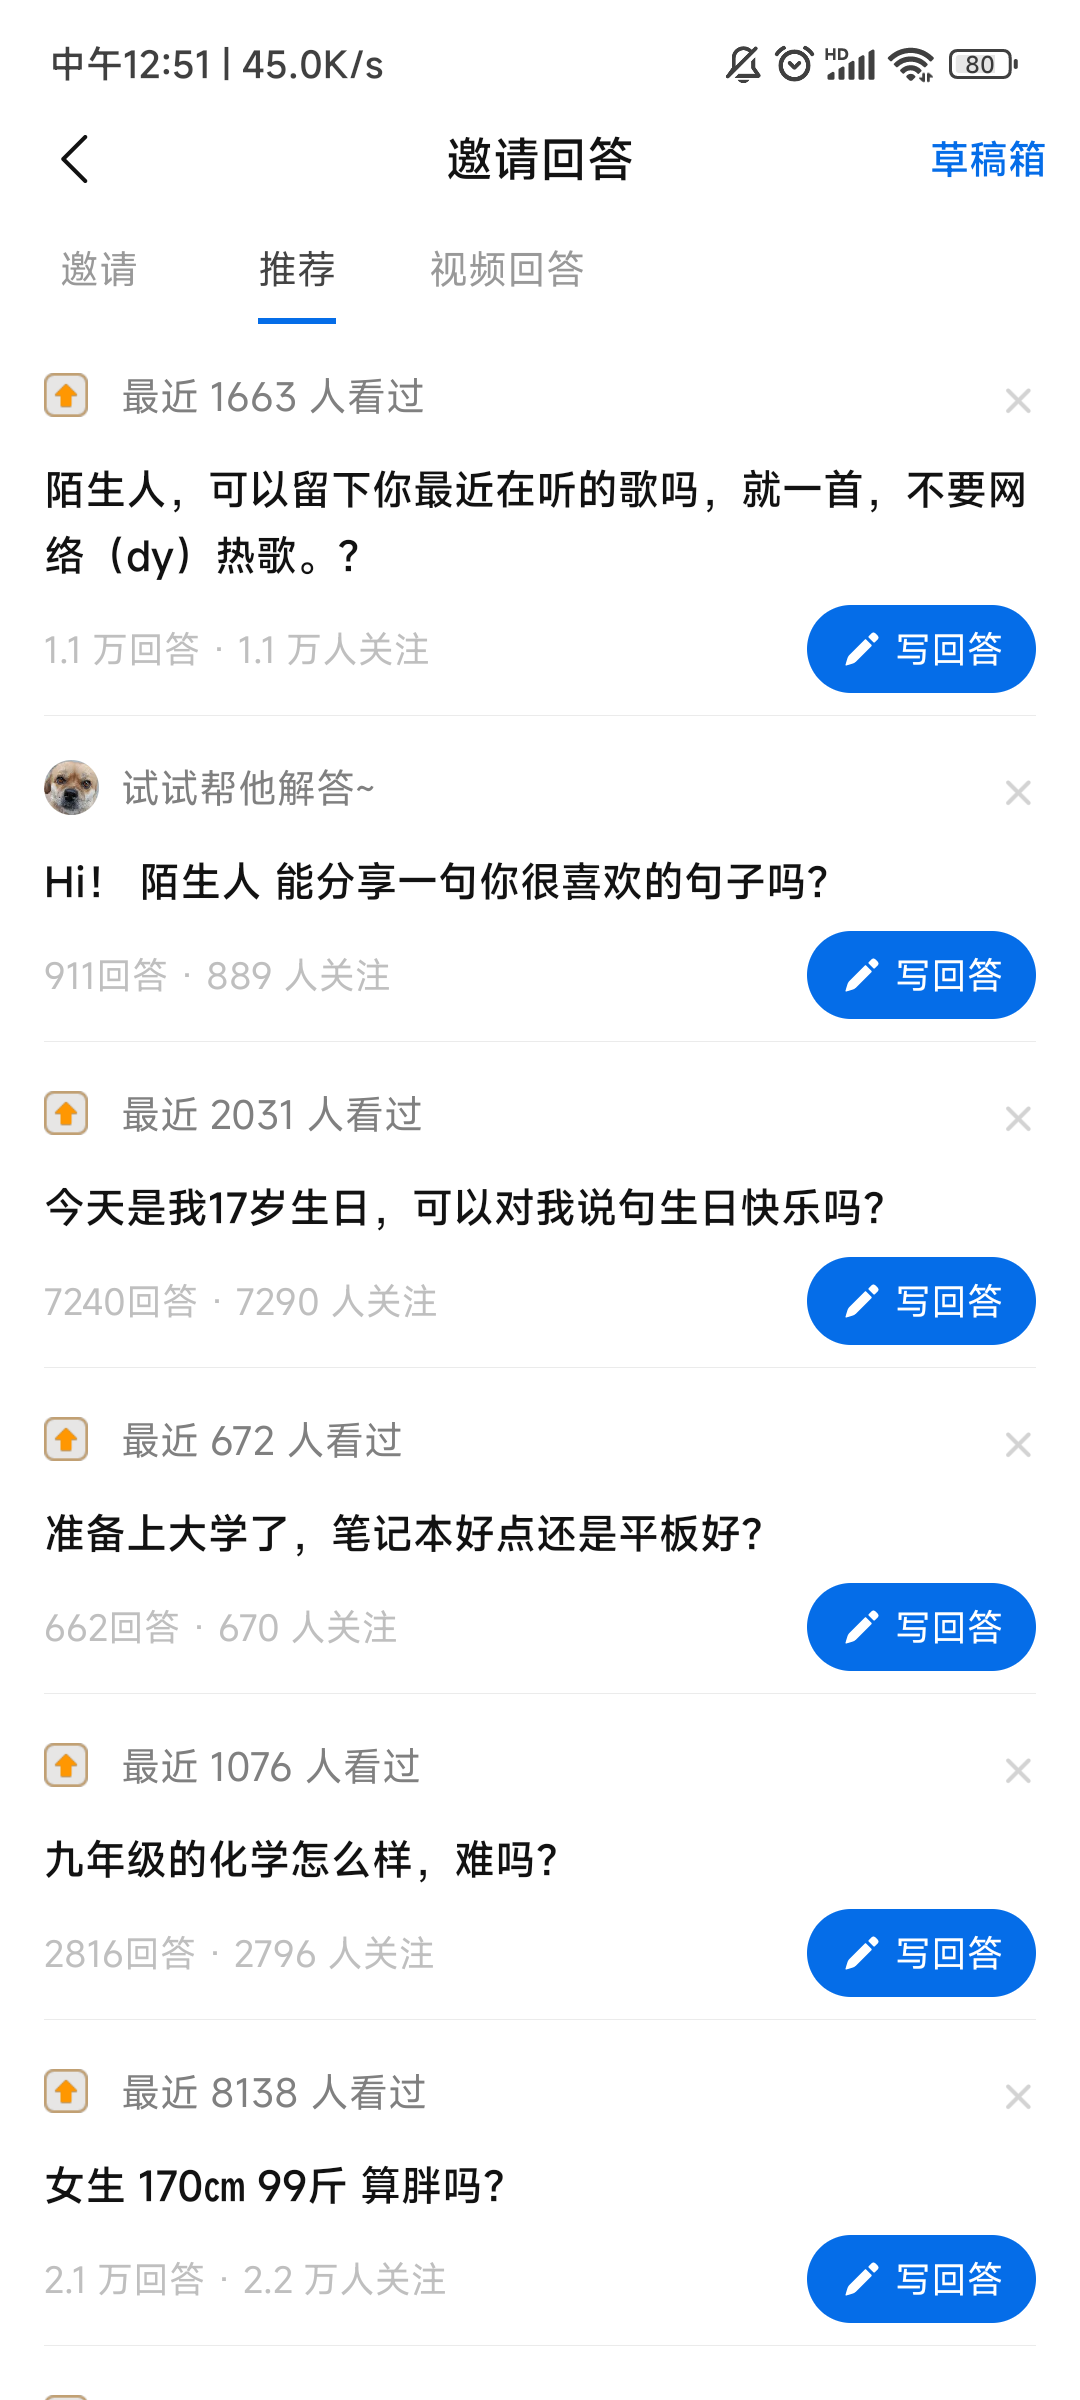 中午12:51 | 45.0K/s
HD
80
邀请回答
草稿箱
邀请
推荐
视频回答
最近 1663 人看过
陌生人，可以留下你最近在听的歌吗，就一首，不要网
络（dy）热歌。？
1.1 万回答 · 1.1 万人关注
写回答
试试帮他解答~
Hi！ 陌生人 能分享一句你很喜欢的句子吗？
911回答 · 889 人关注
写回答
最近 2031 人看过
今天是我17岁生日，可以对我说句生日快乐吗？
7240回答 · 7290 人关注
写回答
最近 672 人看过
准备上大学了，笔记本好点还是平板好？
662回答 · 670 人关注
写回答
最近 1076 人看过
九年级的化学怎么样，难吗？
2816回答 · 2796 人关注
写回答
最近 8138 人看过
女生 170㎝ 99斤 算胖吗？
2.1 万回答 · 2.2 万人关注
写回答